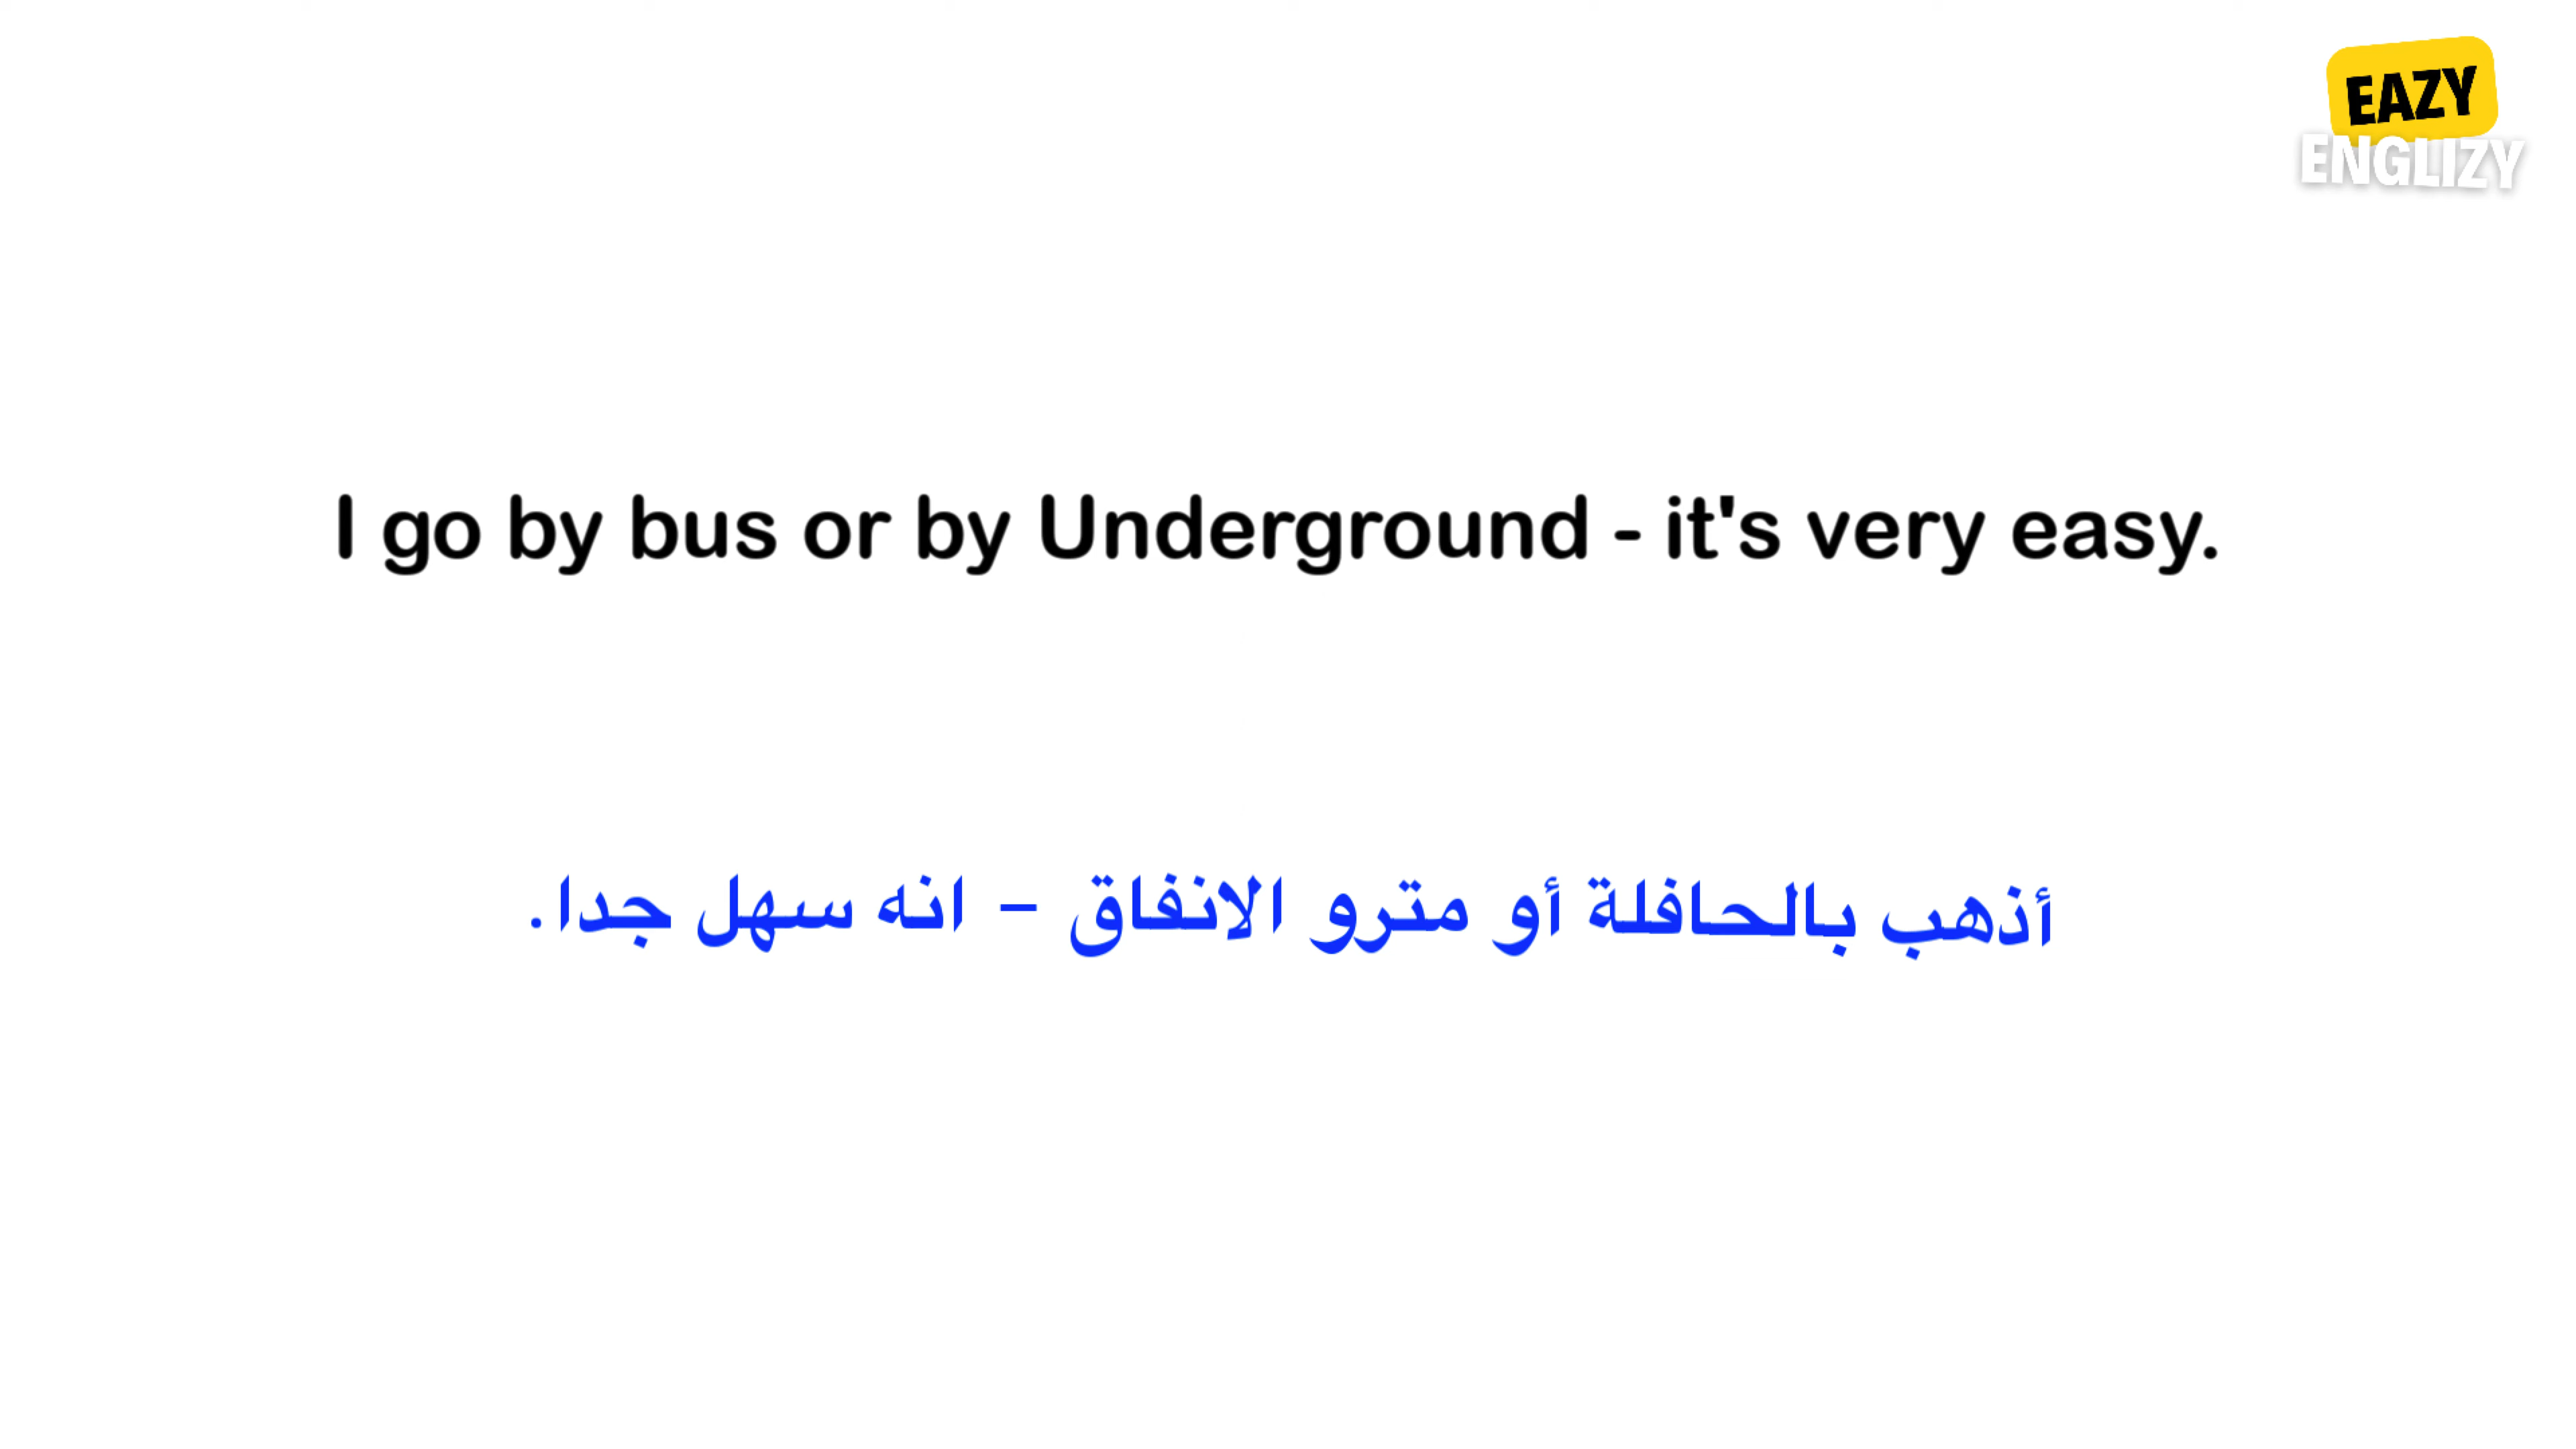 EAZY
ENGLIZY
I go by bus or by Underground - it's very easy.
أذهب بالحافلة أو مترو الانفاق - انه سهل جدا.